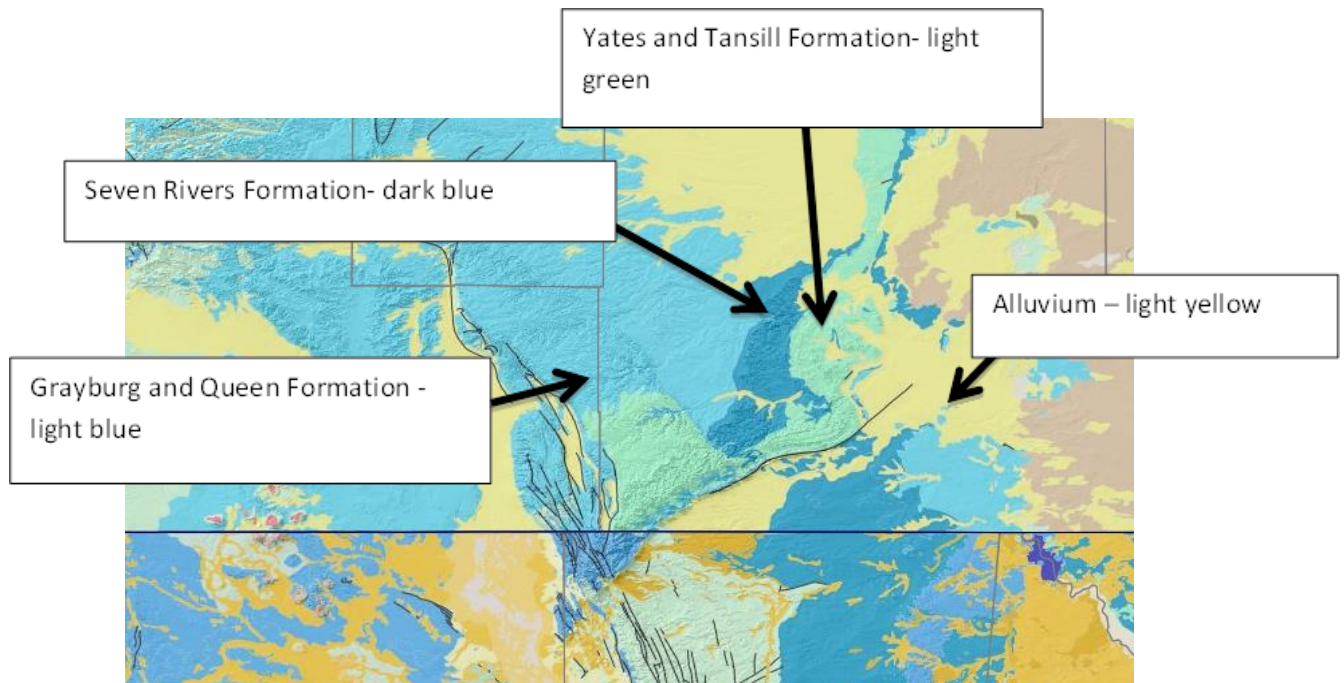 Yates and Tansill Formation- light
green
Seven Rivers Formation- dark blue
Alluvium – light yellow
Grayburg and Queen Formation -
light blue